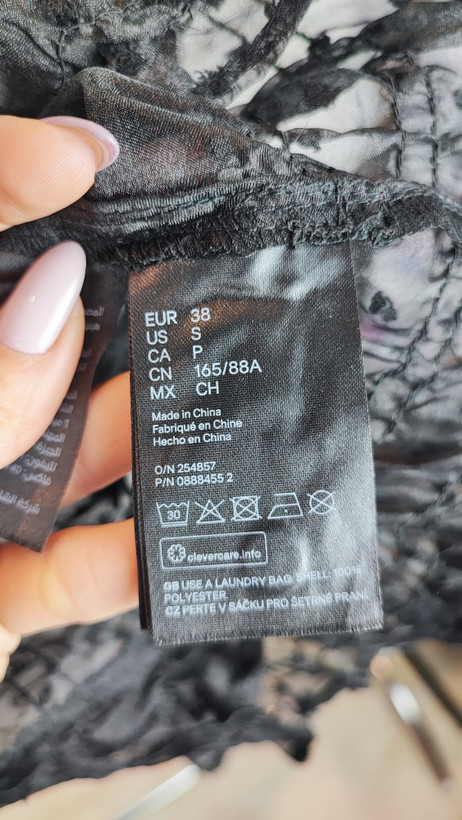 EUR 38
US S
CA P
CN 165/88A
MX CH
Made in China
Fabriqué en Chine
Hecho en China
O/N 254857
P/N 0888455 2
30
clevercare.info
GB USE A LAUNDRY BAG. SHELL: 100%
POLYESTER
CZ PERTE V SÁČKU PRO ŠETRNÉ PRANÍ.